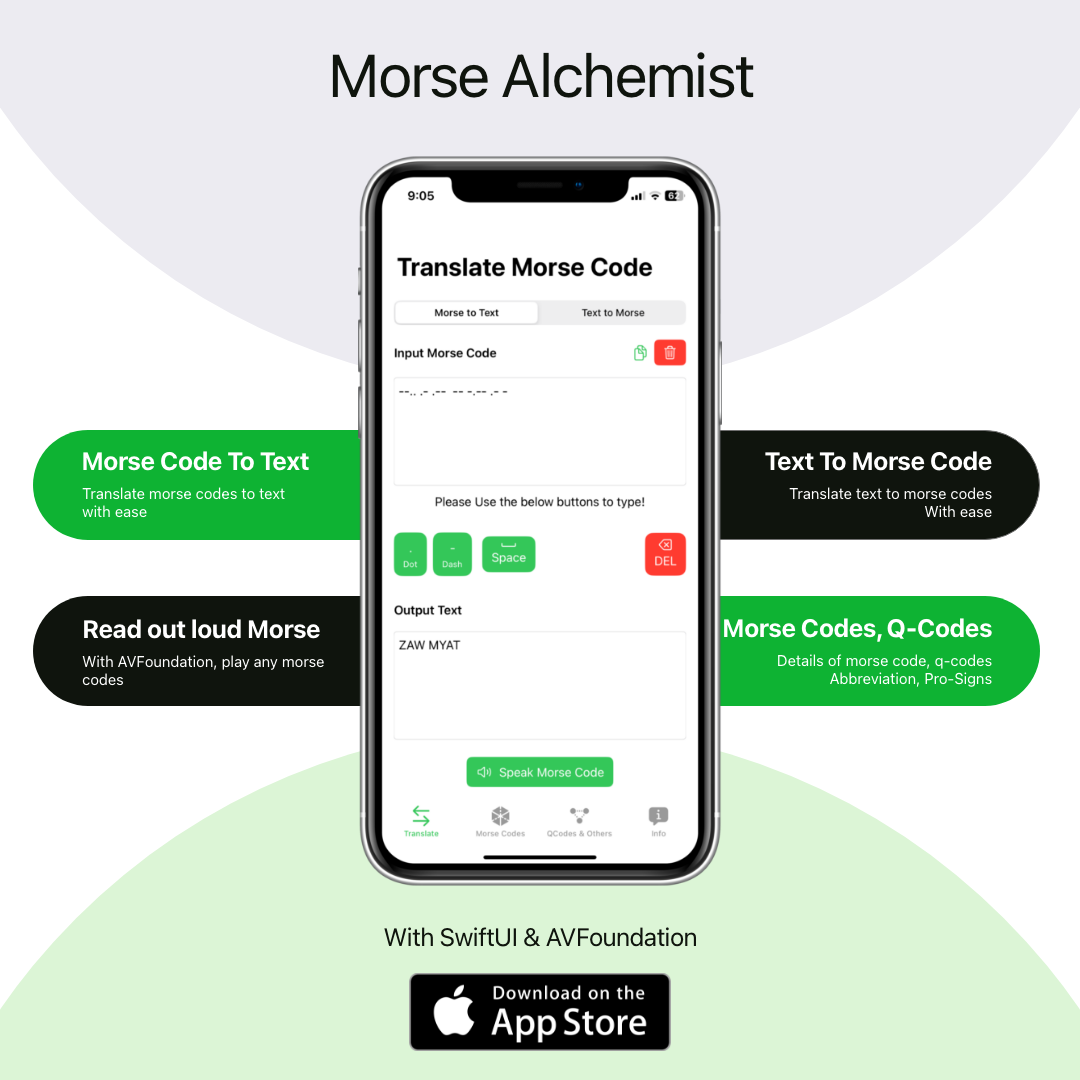 Morse Alchemist
9:05
62
Translate Morse Code
Morse to Text
Text to Morse
Input Morse Code
--.. .- .-- -- -.-- .- -
Please Use the below buttons to type!
.
Dot
-
Dash
Space
DEL
Output Text
ZAW MYAT
Speak Morse Code
Translate
Morse Codes
QCodes & Others
Info
Morse Code To Text
Translate morse codes to text
with ease
Text To Morse Code
Translate text to morse codes
With ease
Read out loud Morse
With AVFoundation, play any morse
codes
Morse Codes, Q-Codes
Details of morse code, q-codes
Abbreviation, Pro-Signs
With SwiftUI & AVFoundation
Download on the
App Store